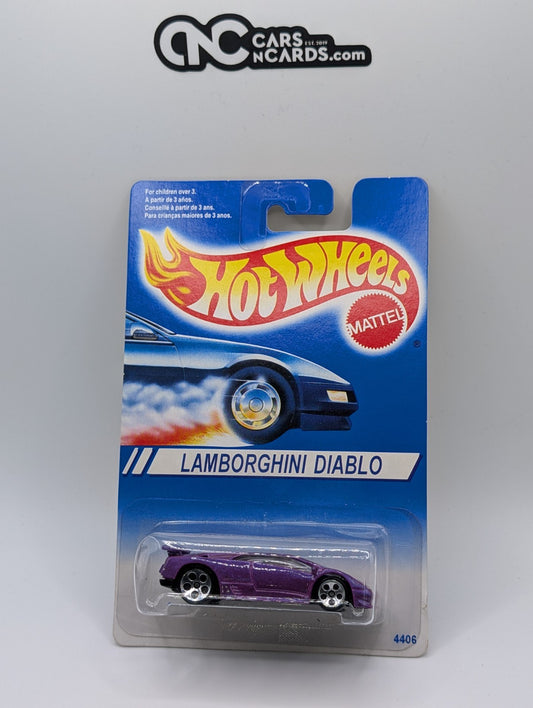 CNC CARS
EST. 2019
NCARDS.com
For children over 3.
A partir de 3 años.
Conseillé à partir de 3 ans.
Para crianças maiores de 3 anos.
HOT WHEELS
MATTEL
®
LAMBORGHINI DIABLO
4406